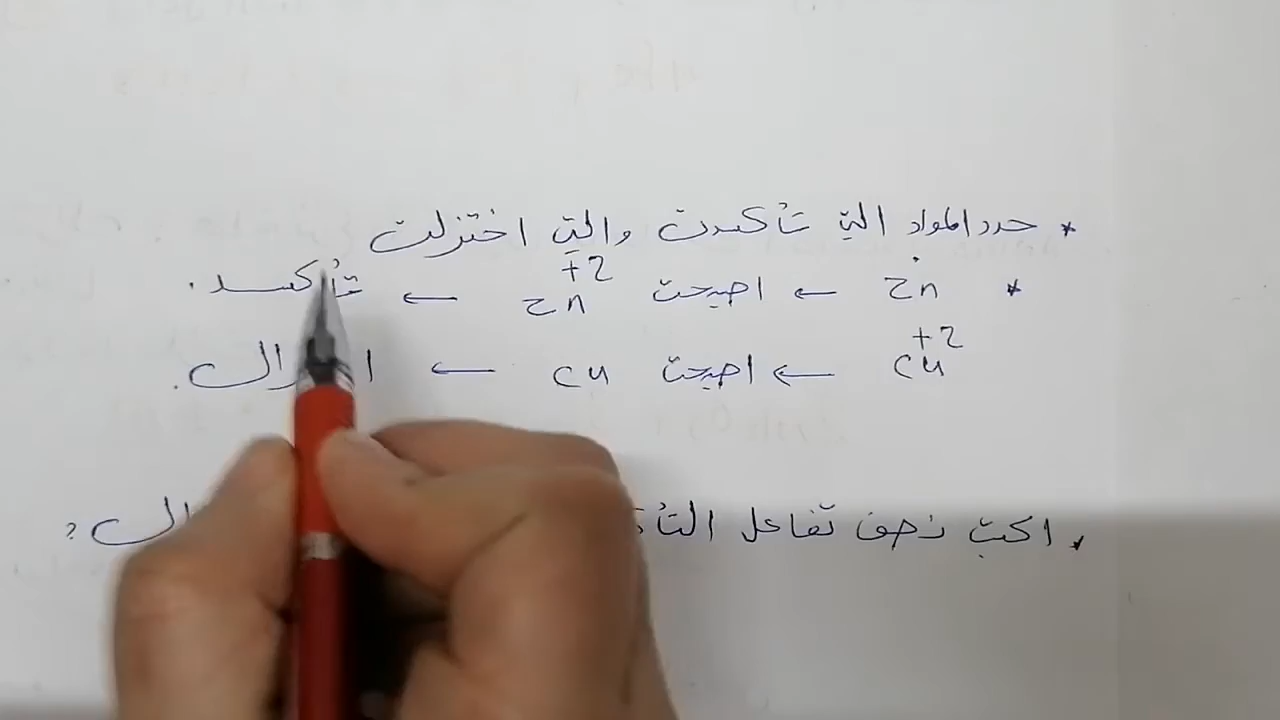 * حدد المواد التي تأكسدت والتي اختزلت
* Zn ← اصبحت Zn+2 ← تأكسد.
Cu+2 ← اصبحت Cu ←
* اكتب نصف تفاعل